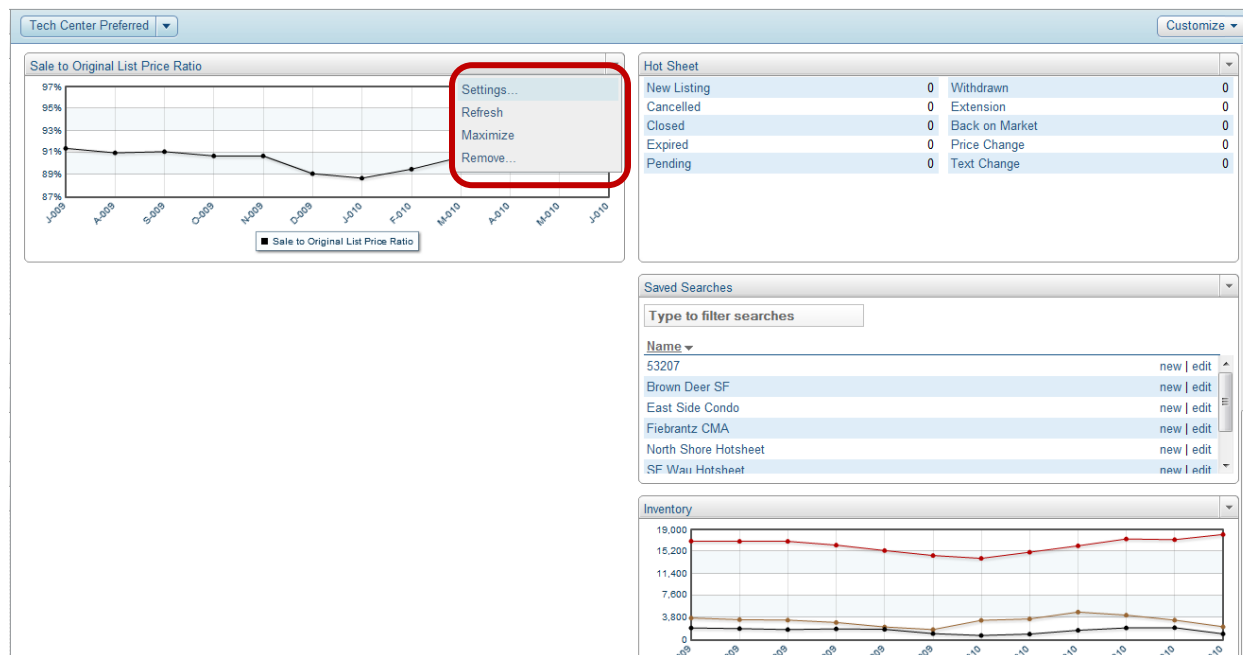 Tech Center Preferred
Customize
Sale to Original List Price Ratio
97%
95%
93%
91%
89%
87%
J-009
A-009
S-009
O-009
N-009
D-009
J-010
F-010
M-010
A-010
M-010
J-010
Sale to Original List Price Ratio
Settings...
Refresh
Maximize
Remove...
Hot Sheet
New Listing 0 Withdrawn 0
Cancelled 0 Extension 0
Closed 0 Back on Market 0
Expired 0 Price Change 0
Pending 0 Text Change 0
Saved Searches
Type to filter searches
Name
53207 new | edit
Brown Deer SF new | edit
East Side Condo new | edit
Fiebrantz CMA new | edit
North Shore Hotsheet new | edit
SF Wau Hotsheet new | edit
Inventory
19,000
15,200
11,400
7,600
3,800
0